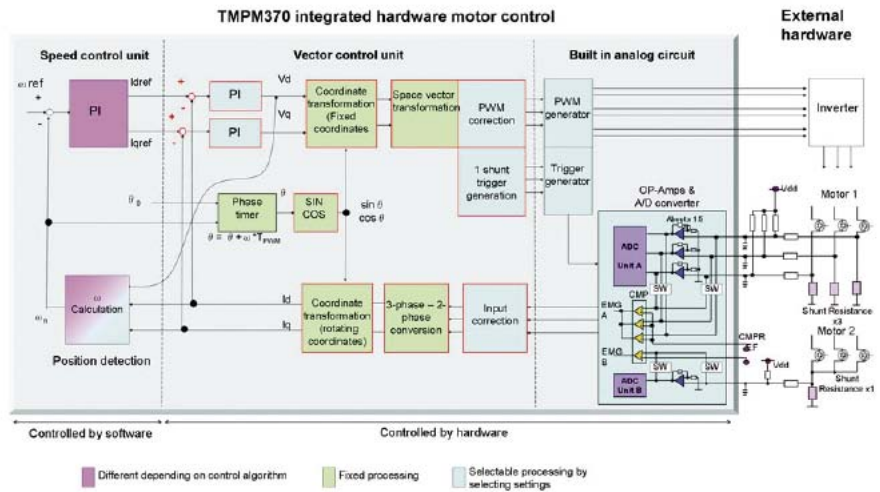 TMPM370 integrated hardware motor control
External
hardware
Speed control unit
Vector control unit
Built in analog circuit
ω ref
+
-
PI
Idref
Iqref
+
-
+
-
PI
PI
Vd
Vq
Coordinate
transformation
(Fixed
coordinates
Space vector
transformation
PWM
correction
PWM
generator
Inverter
1 shunt
trigger
generation
Trigger
generator
θ 0
Phase
timer
θ
SIN
COS
sin θ
cos θ
θ = θ + ω *T PWM
OP-Amps &
A/D converter
Vdd
Motor 1
ADC
Unit A
SW
SW
CMP
EMG
A
EMG
B
SW
SW
ADC
Unit B
Shunt Resistance
x3
Motor 2
CMPR
Vdd
Shunt
Resistance x1
ω
Calculation
ω n
Position detection
Id
Iq
Coordinate
transformation
(rotating
coordinates)
3-phase – 2-
phase
conversion
Input
correction
Controlled by software
Controlled by hardware
Different depending on control algorithm
Fixed processing
Selectable processing by
selecting settings